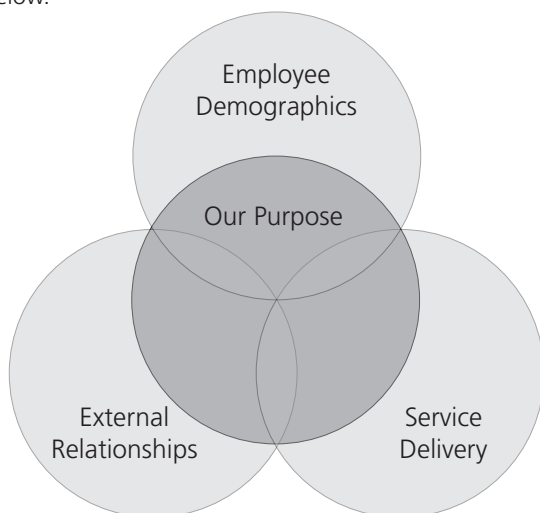 Employee
Demographics
Our Purpose
External
Relationships
Service
Delivery